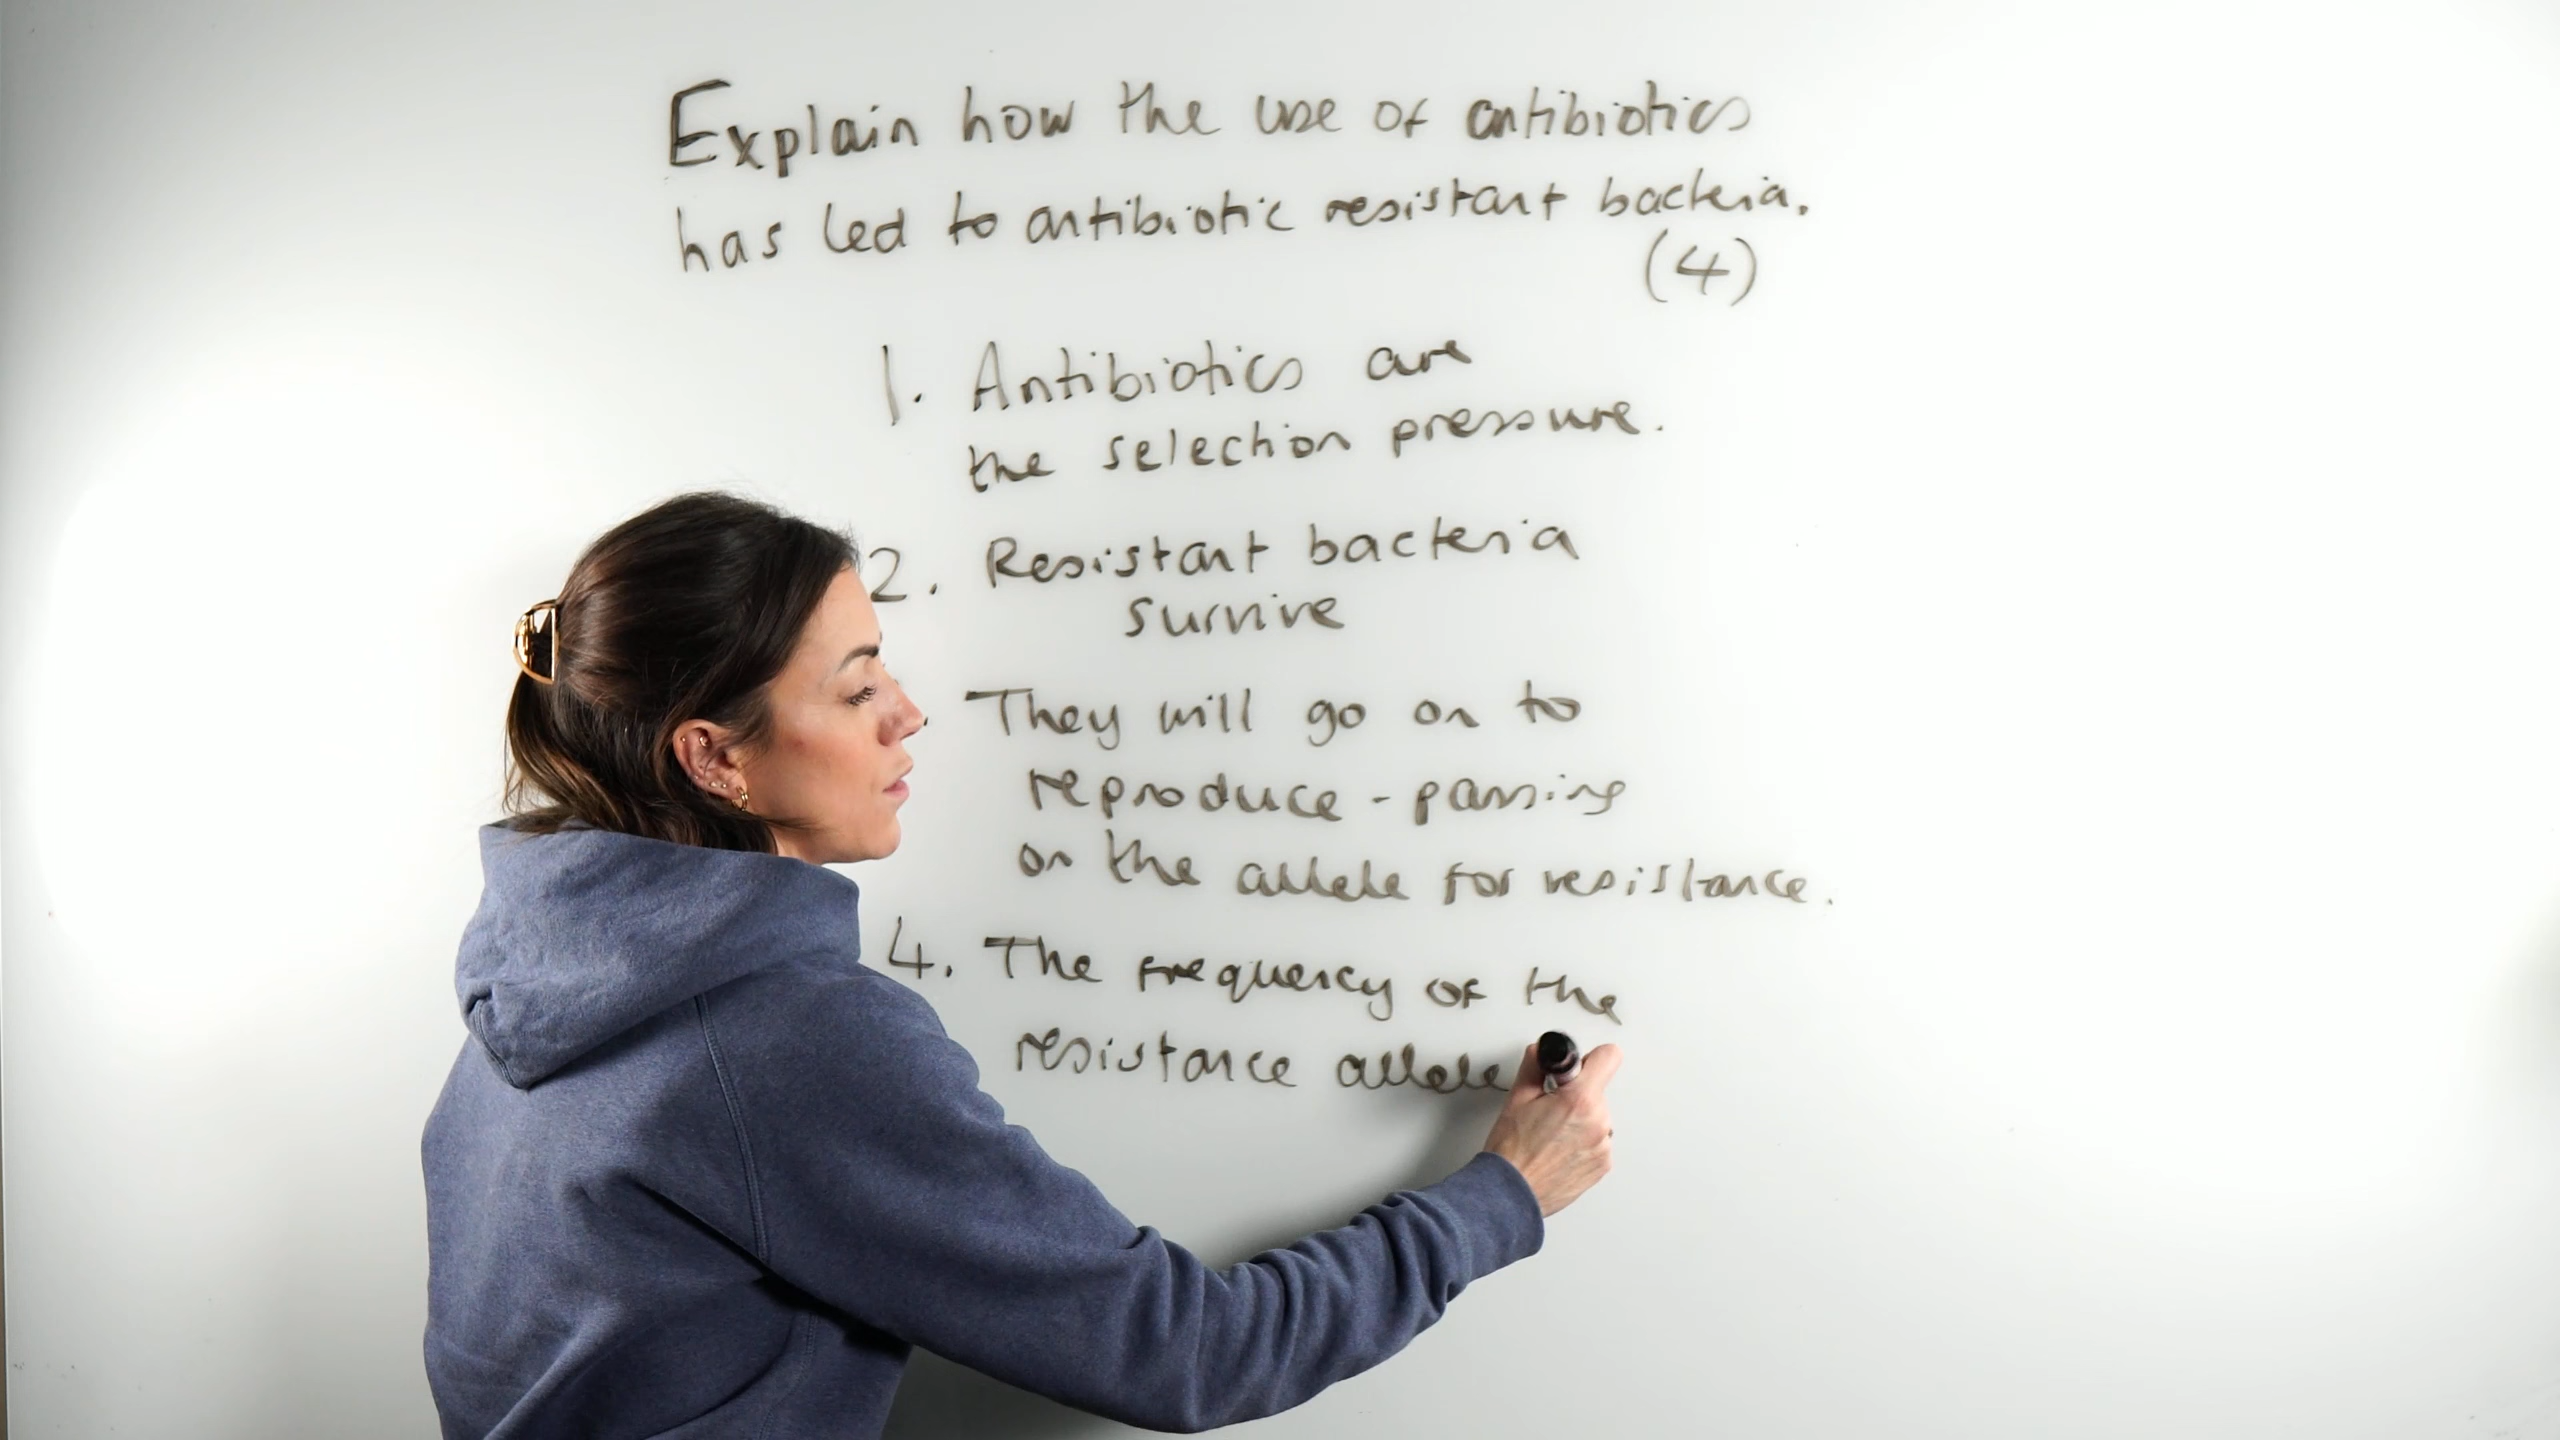 Explain how the use of antibiotics
has led to antibiotic resistant bacteria.
(4)
1. Antibiotics are
the selection pressure.
2. Resistant bacteria
survive
. They will go on to
reproduce - passing
on the allele for resistance.
4. The frequency of the
resistance allele